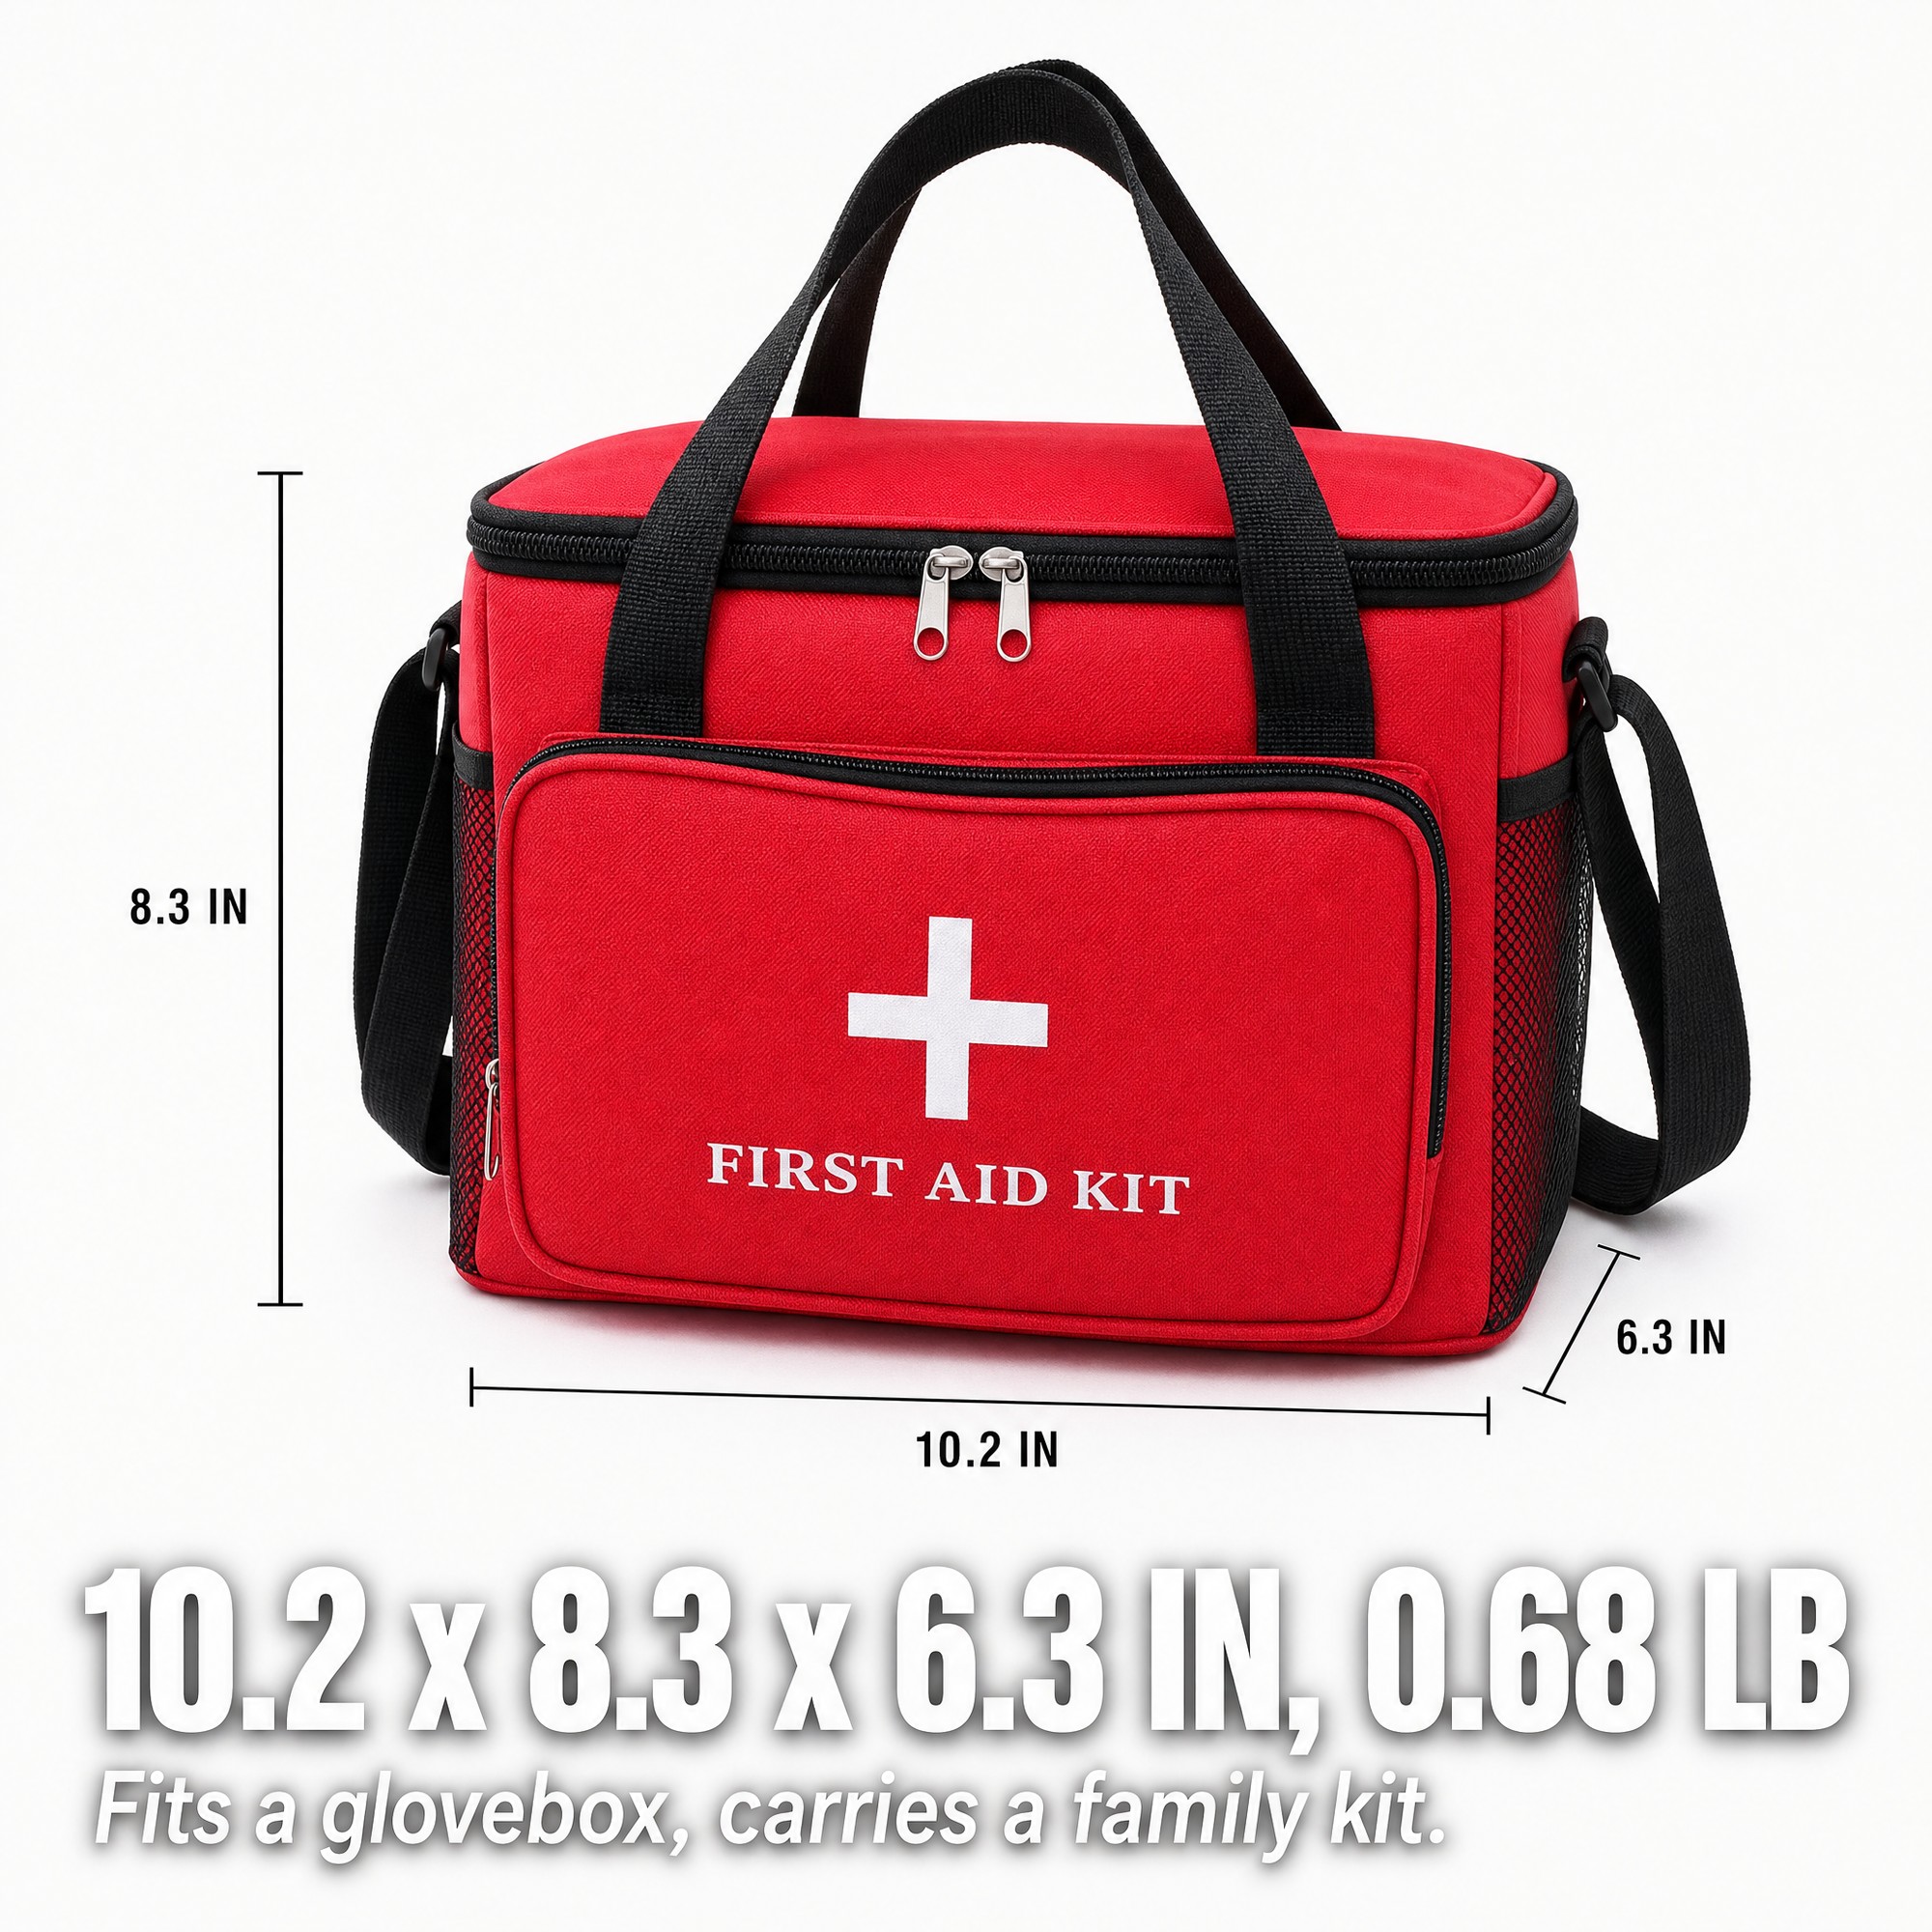 8.3 IN
FIRST AID KIT
6.3 IN
10.2 IN
10.2 x 8.3 x 6.3 IN, 0.68 LB
Fits a glovebox, carries a family kit.